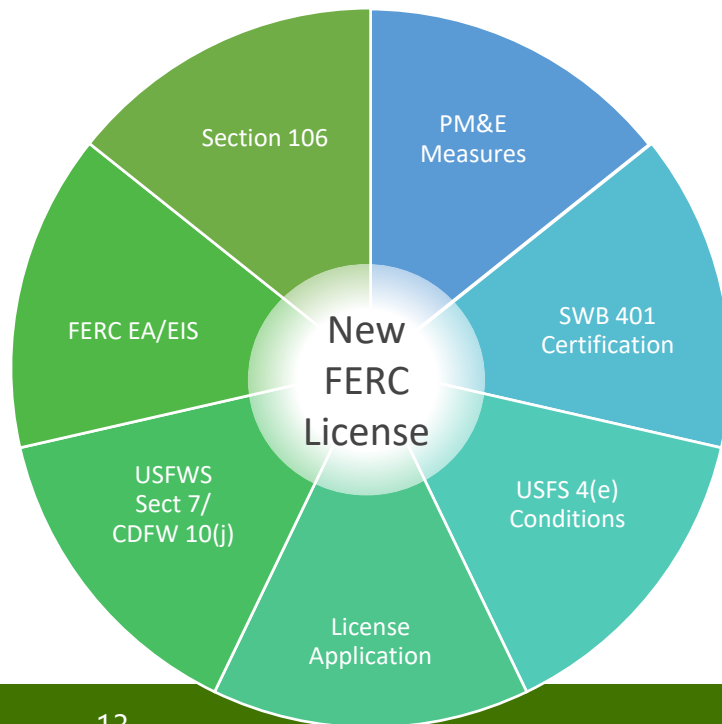 Section 106
PM&E
Measures
SWB 401
Certification
USFS 4(e)
Conditions
License
Application
USFWS
Sect 7/
CDFW 10(j)
FERC EA/EIS
New
FERC
License
12